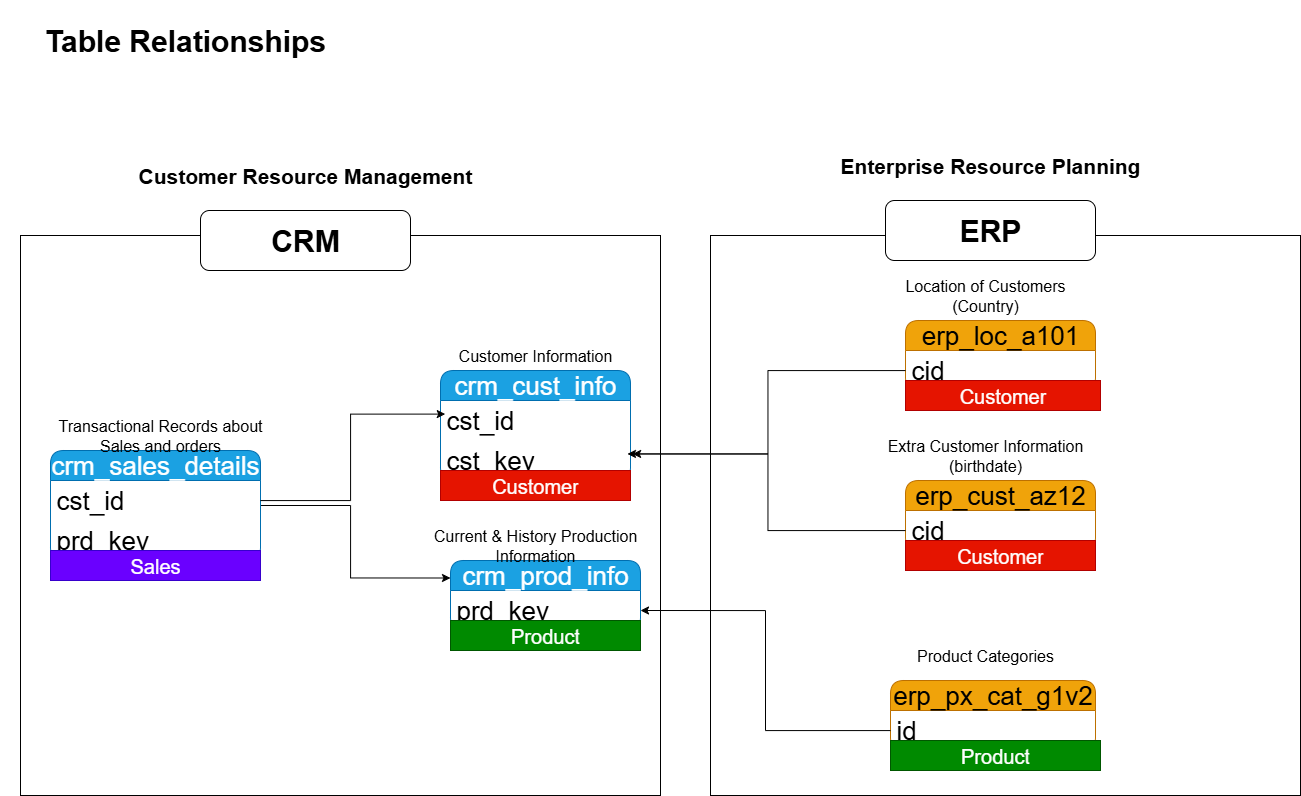 Table Relationships
Customer Resource Management
CRM
Transactional Records about
Sales and orders
crm_sales_details
cst_id
prd_key
Sales
Customer Information
crm_cust_info
cst_id
cst_key
Customer
Current & History Production
Information
crm_prod_info
prd_key
Product
Enterprise Resource Planning
ERP
Location of Customers
(Country)
erp_loc_a101
cid
Customer
Extra Customer Information
(birthdate)
erp_cust_az12
cid
Customer
Product Categories
erp_px_cat_g1v2
id
Product